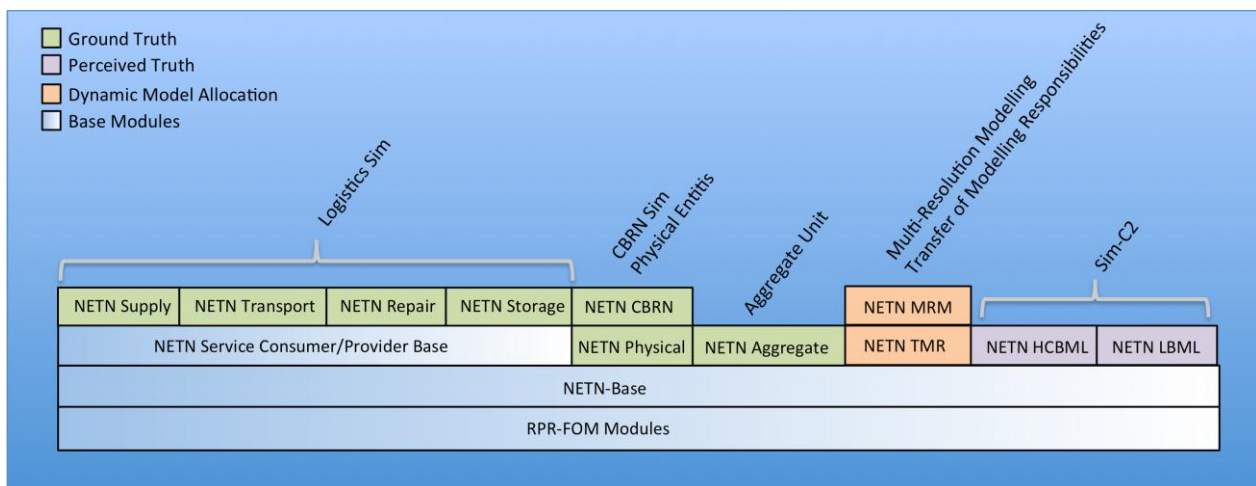 Ground Truth
Perceived Truth
Dynamic Model Allocation
Base Modules
Logistics Sim
CBRN Sim
Physical Entitis
Aggregate Unit
Multi-Resolution Modelling
Transfer of Modelling Responsibilities
Sim-C2
NETN Supply
NETN Transport
NETN Repair
NETN Storage
NETN CBRN
NETN MRM
NETN Service Consumer/Provider Base
NETN Physical
NETN Aggregate
NETN TMR
NETN HCBML
NETN LBML
NETN-Base
RPR-FOM Modules